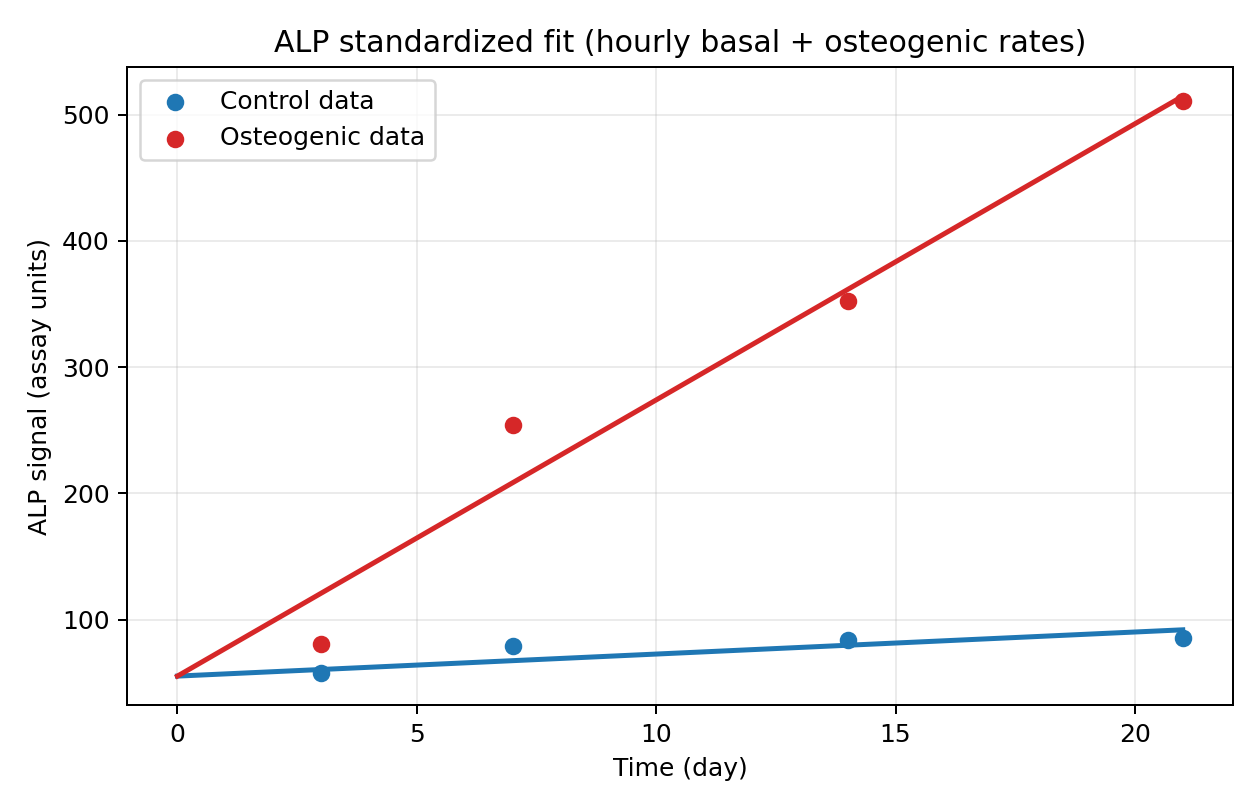 ALP standardized fit (hourly basal + osteogenic rates)
Control data
Osteogenic data
ALP signal (assay units)
500
400
300
200
100
0
5
10
15
20
Time (day)